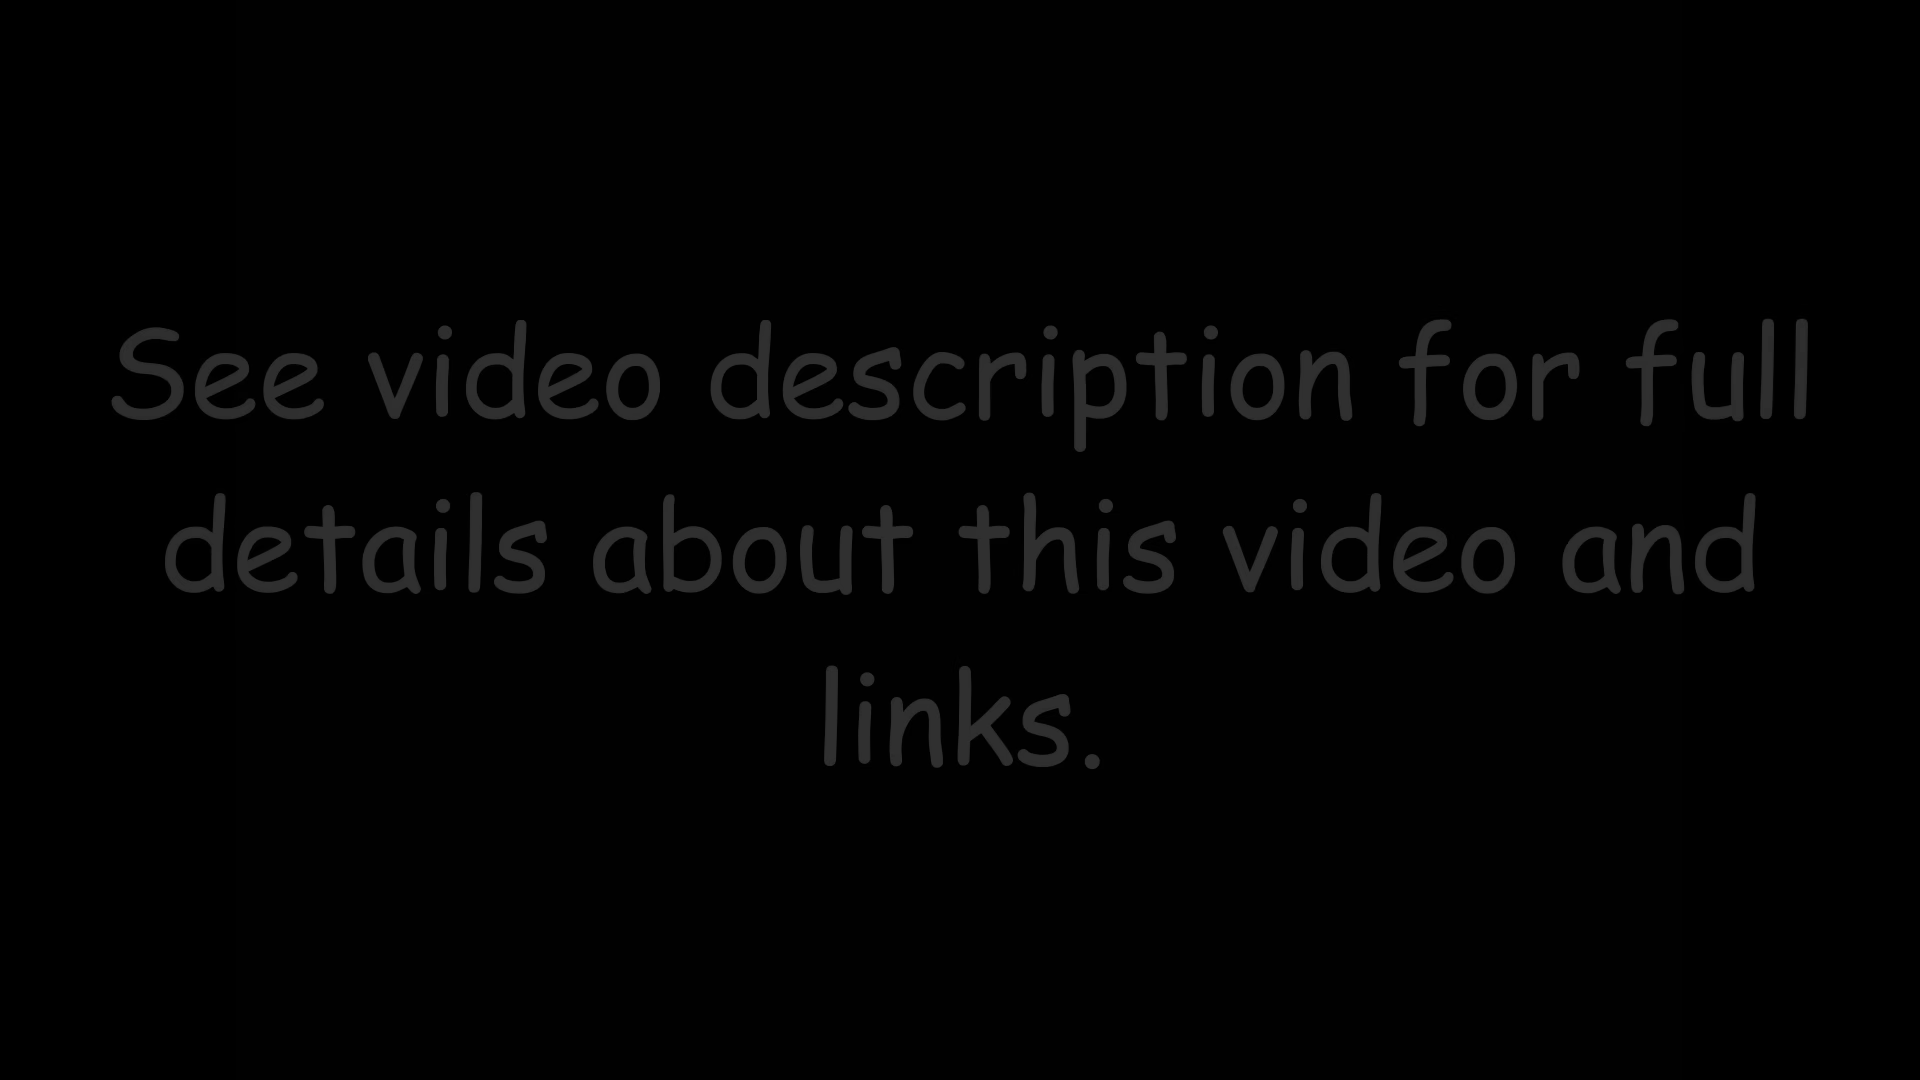 See video description for full
details about this video and
links.